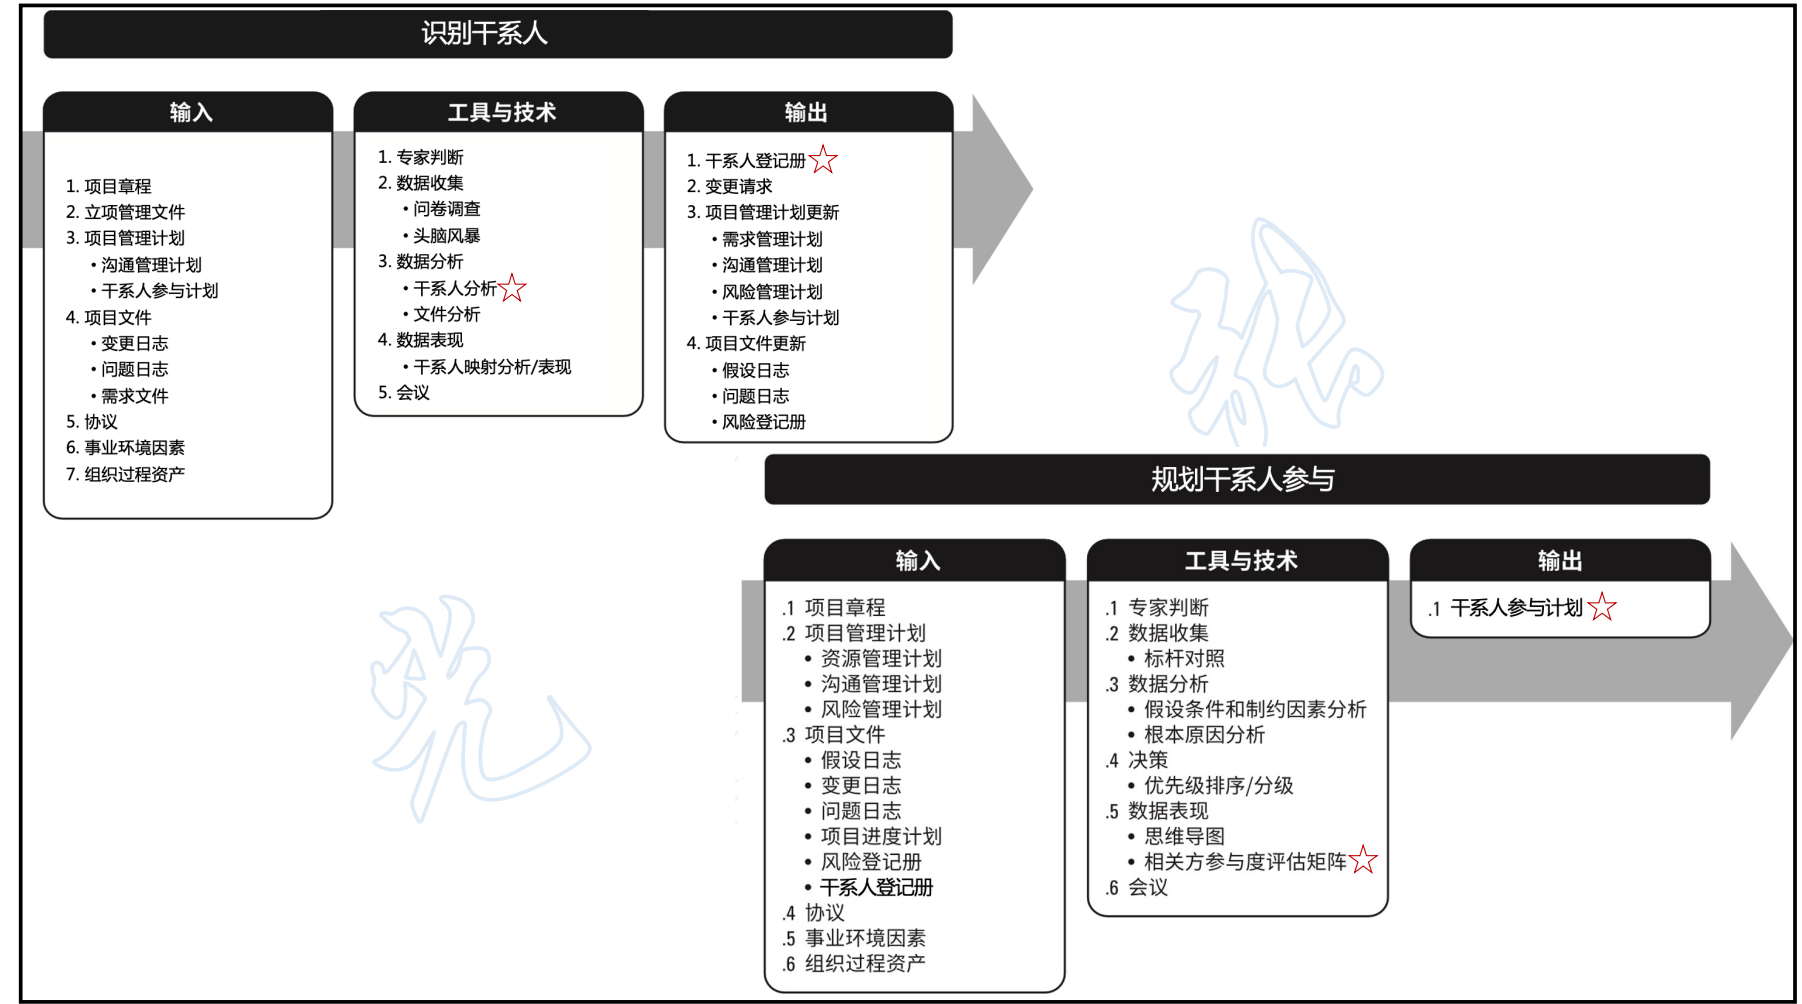 识别干系人
输入
1. 项目章程
2. 立项管理文件
3. 项目管理计划
• 沟通管理计划
• 干系人参与计划
4. 项目文件
• 变更日志
• 问题日志
• 需求文件
5. 协议
6. 事业环境因素
7. 组织过程资产
工具与技术
1. 专家判断
2. 数据收集
• 问卷调查
• 头脑风暴
3. 数据分析
• 干系人分析
• 文件分析
4. 数据表现
• 干系人映射分析/表现
5. 会议
输出
1. 干系人登记册
2. 变更请求
3. 项目管理计划更新
• 需求管理计划
• 沟通管理计划
• 风险管理计划
• 干系人参与计划
4. 项目文件更新
• 假设日志
• 问题日志
• 风险登记册
规划干系人参与
输入
.1 项目章程
.2 项目管理计划
• 资源管理计划
• 沟通管理计划
• 风险管理计划
.3 项目文件
• 假设日志
• 变更日志
• 问题日志
• 项目进度计划
• 风险登记册
• 干系人登记册
.4 协议
.5 事业环境因素
.6 组织过程资产
工具与技术
.1 专家判断
.2 数据收集
• 标杆对照
.3 数据分析
• 假设条件和制约因素分析
• 根本原因分析
.4 决策
• 优先级排序/分级
.5 数据表现
• 思维导图
• 相关方参与度评估矩阵
.6 会议
输出
.1 干系人参与计划